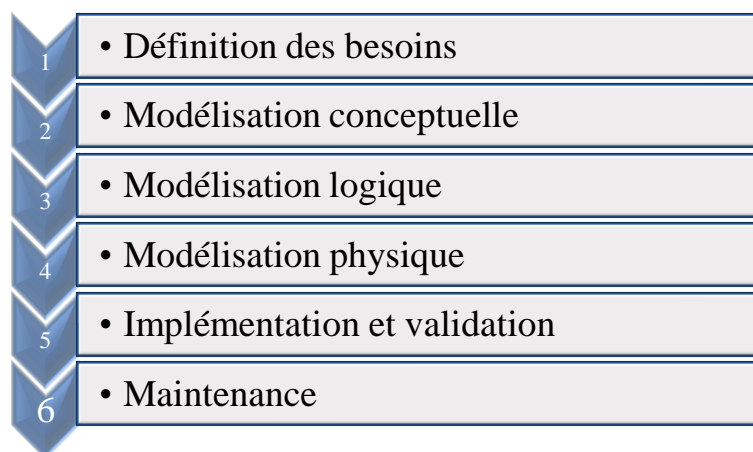 1 • Définition des besoins
2 • Modélisation conceptuelle
3 • Modélisation logique
4 • Modélisation physique
5 • Implémentation et validation
6 • Maintenance